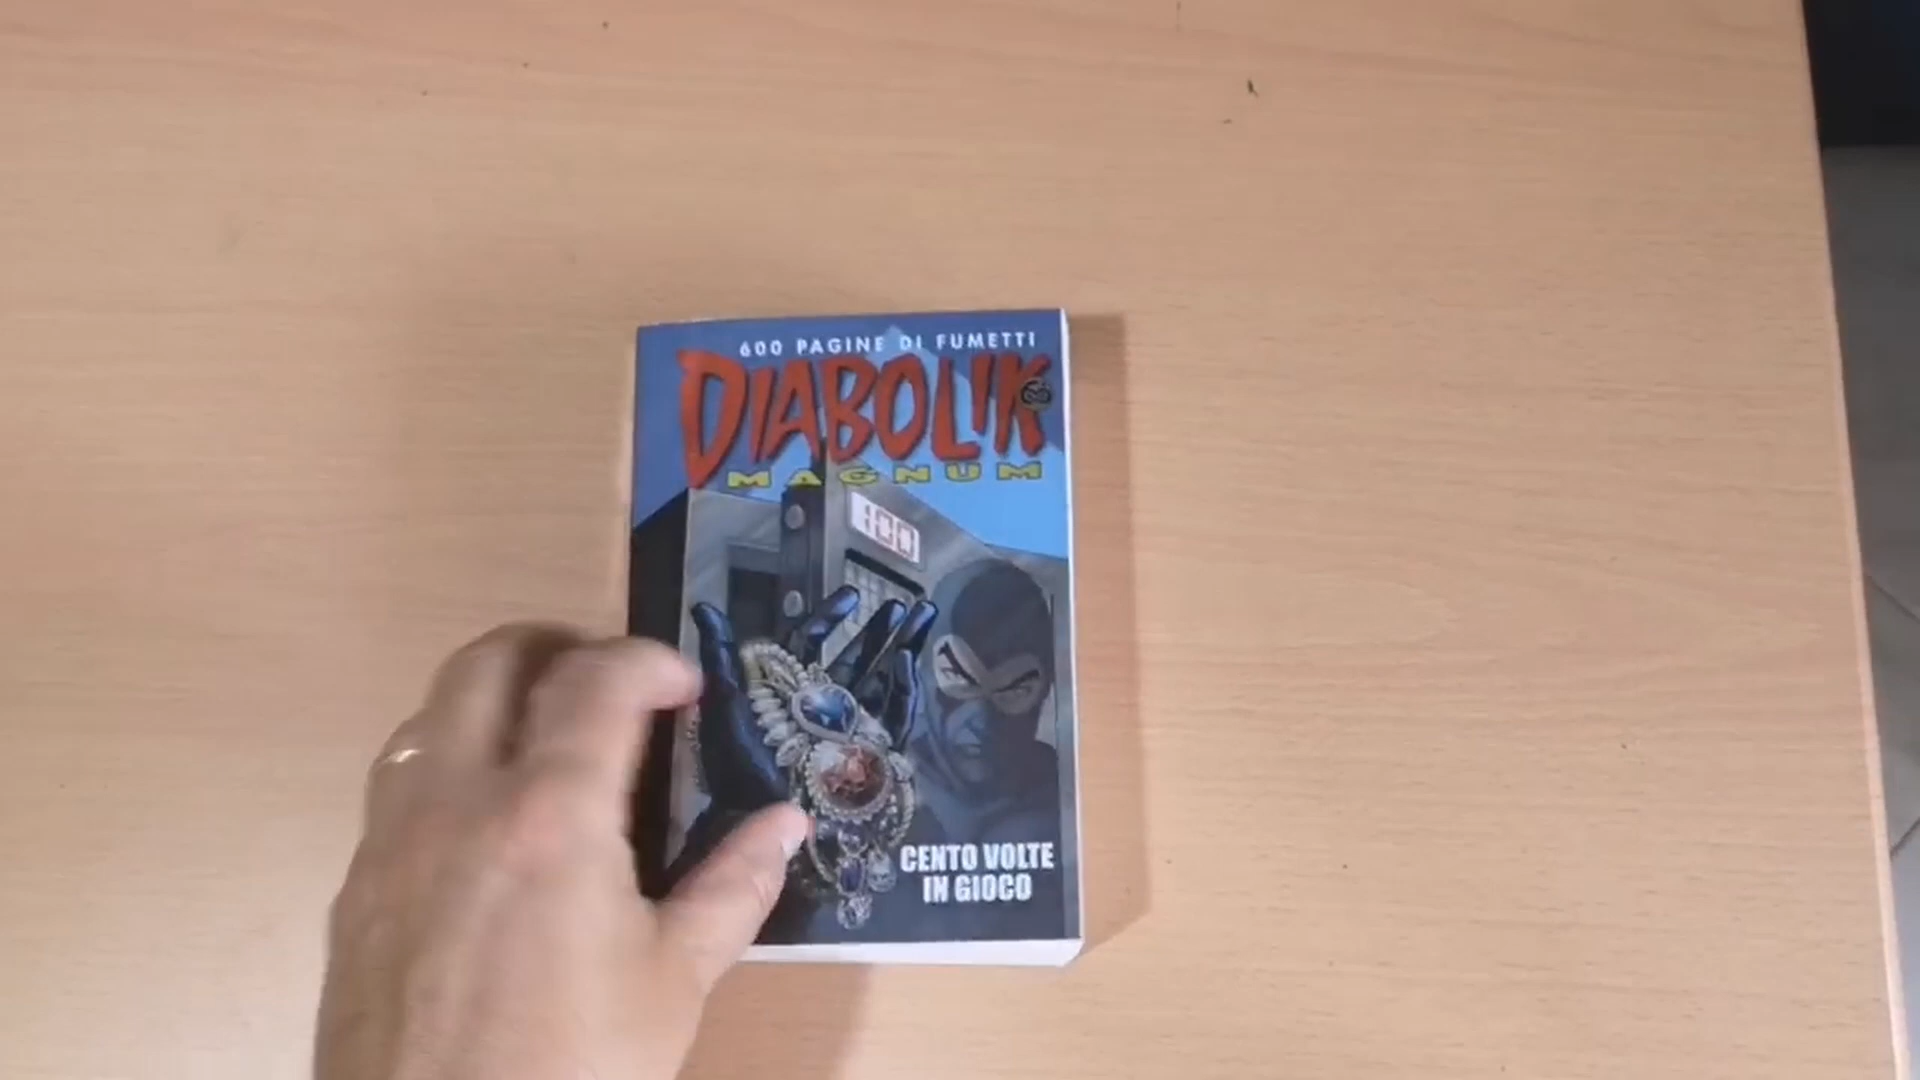 600 PAGINE DI FUMETTI
DIABOLIK
MAGNUM
100
CENTO VOLTE
IN GIOCO